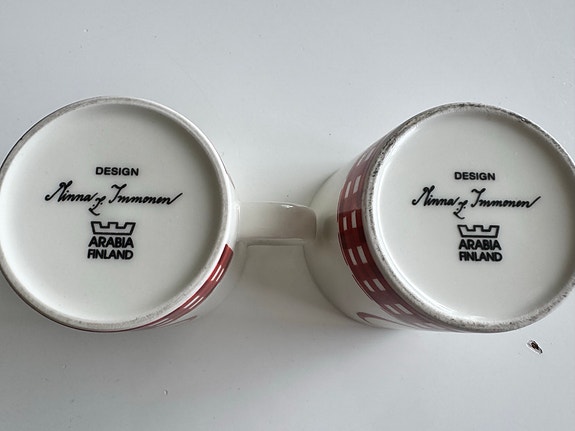 DESIGN
Minna L Immonen
ARABIA
FINLAND
DESIGN
Minna L Immonen
ARABIA
FINLAND